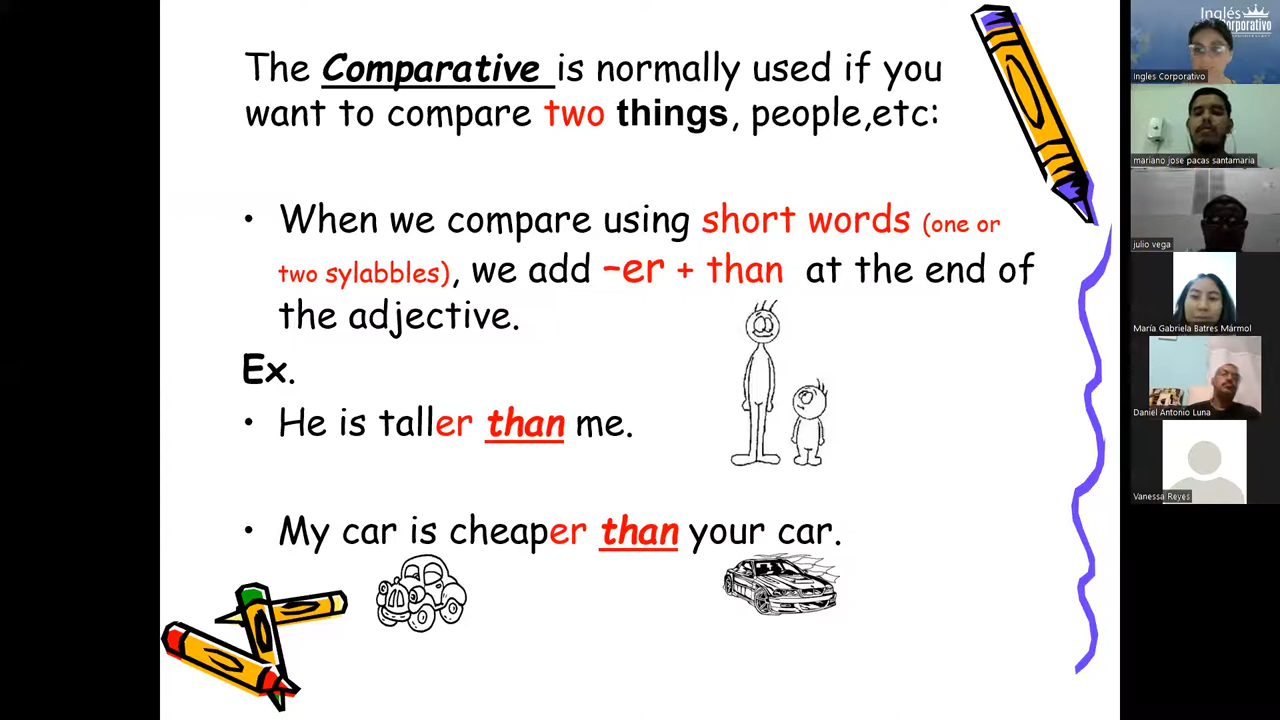 The Comparative is normally used if you
want to compare two things, people,etc:
• When we compare using short words (one or
two sylabbles), we add –er + than at the end of
the adjective.
Ex.
• He is taller than me.
• My car is cheaper than your car.
Inglés
Corporativo
Ingles Corporativo
mariano jose pacas santamaria
julio vega
María Gabriela Batres Mármol
Daniel Antonio Luna
Vanessa Reyes